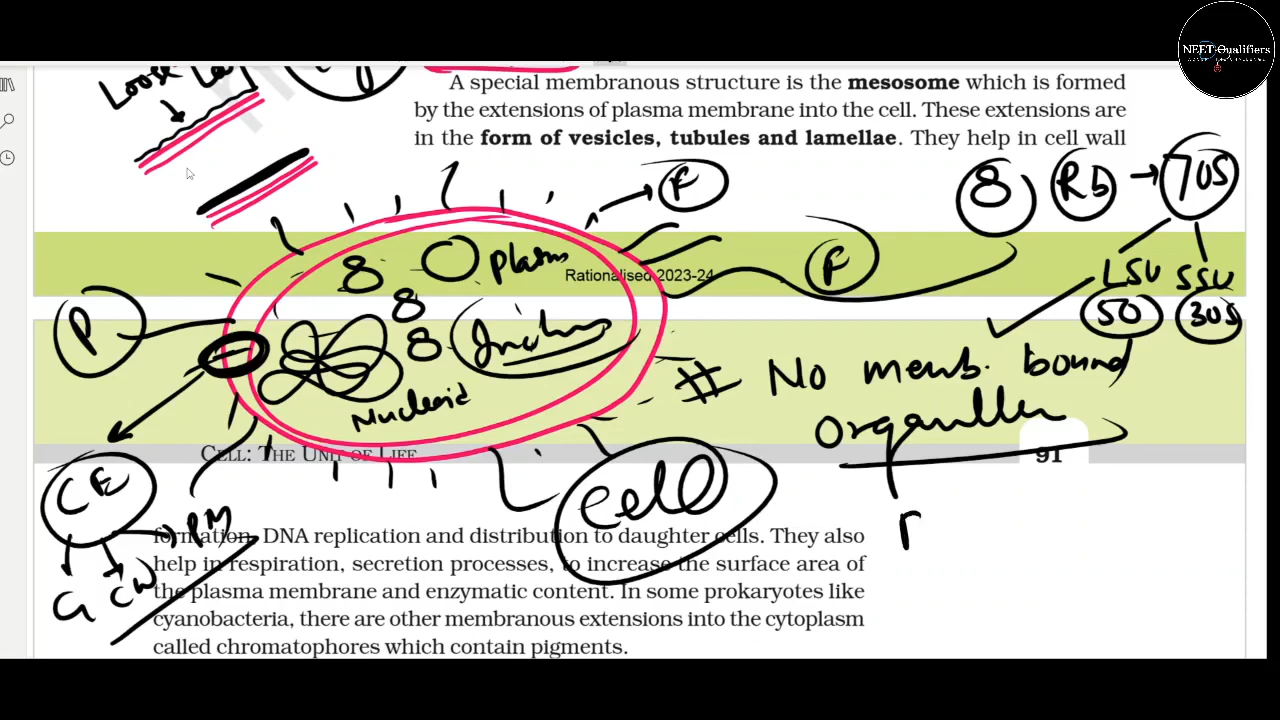 NEET Qualifiers
Loose Lay
A special membranous structure is the mesosome which is formed
by the extensions of plasma membrane into the cell. These extensions are
in the form of vesicles, tubules and lamellae. They help in cell wall
F
8
Rb → 70S
LSU SSU
50 30S
8
Plasm
F
Rationalised 2023-24
P
8
8
Nucleoid
# No memb. bound
CELL: THE UNIT OF LIFE
91
CE
Cell
PM
G CW
formation, DNA replication and distribution to daughter cells. They also
help in respiration, secretion processes, to increase the surface area of
the plasma membrane and enzymatic content. In some prokaryotes like
cyanobacteria, there are other membranous extensions into the cytoplasm
called chromatophores which contain pigments.